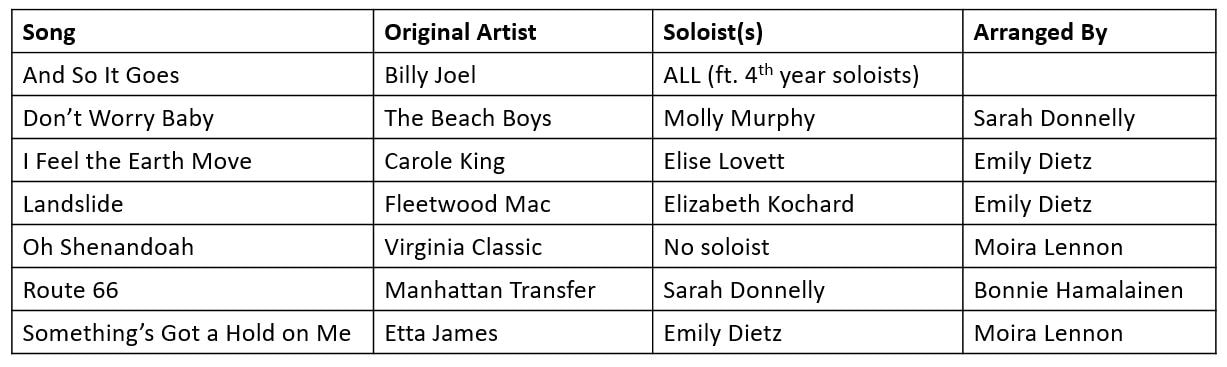 Song Original Artist Soloist(s) Arranged By
And So It Goes Billy Joel ALL (ft. 4th year soloists)
Don’t Worry Baby The Beach Boys Molly Murphy Sarah Donnelly
I Feel the Earth Move Carole King Elise Lovett Emily Dietz
Landslide Fleetwood Mac Elizabeth Kochard Emily Dietz
Oh Shenandoah Virginia Classic No soloist Moira Lennon
Route 66 Manhattan Transfer Sarah Donnelly Bonnie Hamalainen
Something’s Got a Hold on Me Etta James Emily Dietz Moira Lennon